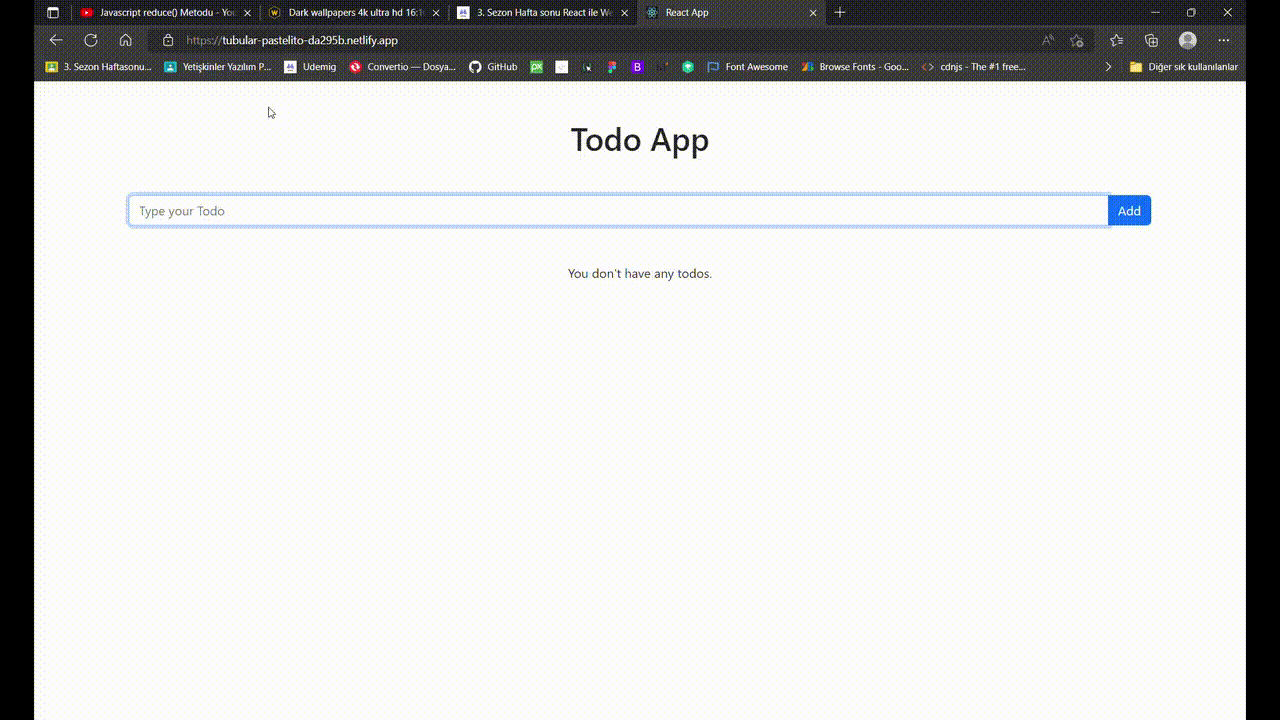 Javascript reduce() Metodu - You
Dark wallpapers 4k ultra hd 16:1
3. Sezon Hafta sonu React ile We
React App
https://tubular-pastelito-da295b.netlify.app
3. Sezon Haftasonu...
Yetişkinler Yazılım P...
Udemig
Convertio — Dosya...
GitHub
Font Awesome
Browse Fonts - Goo...
cdnjs - The #1 free...
Diğer sık kullanılanlar
Todo App
Type your Todo
Add
You don't have any todos.